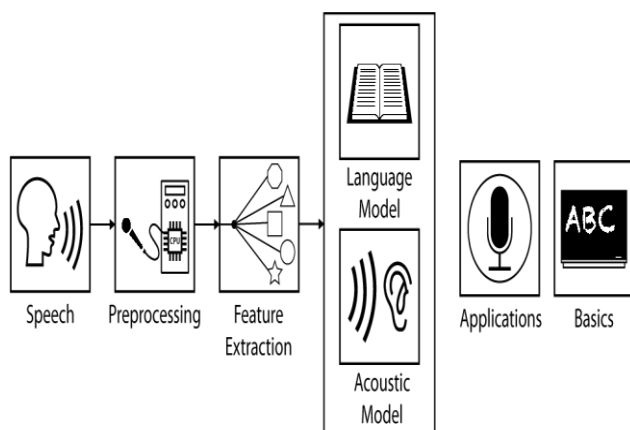 Speech
Preprocessing
CPU
Feature
Extraction
Language
Model
Acoustic
Model
Applications
ABC
Basics